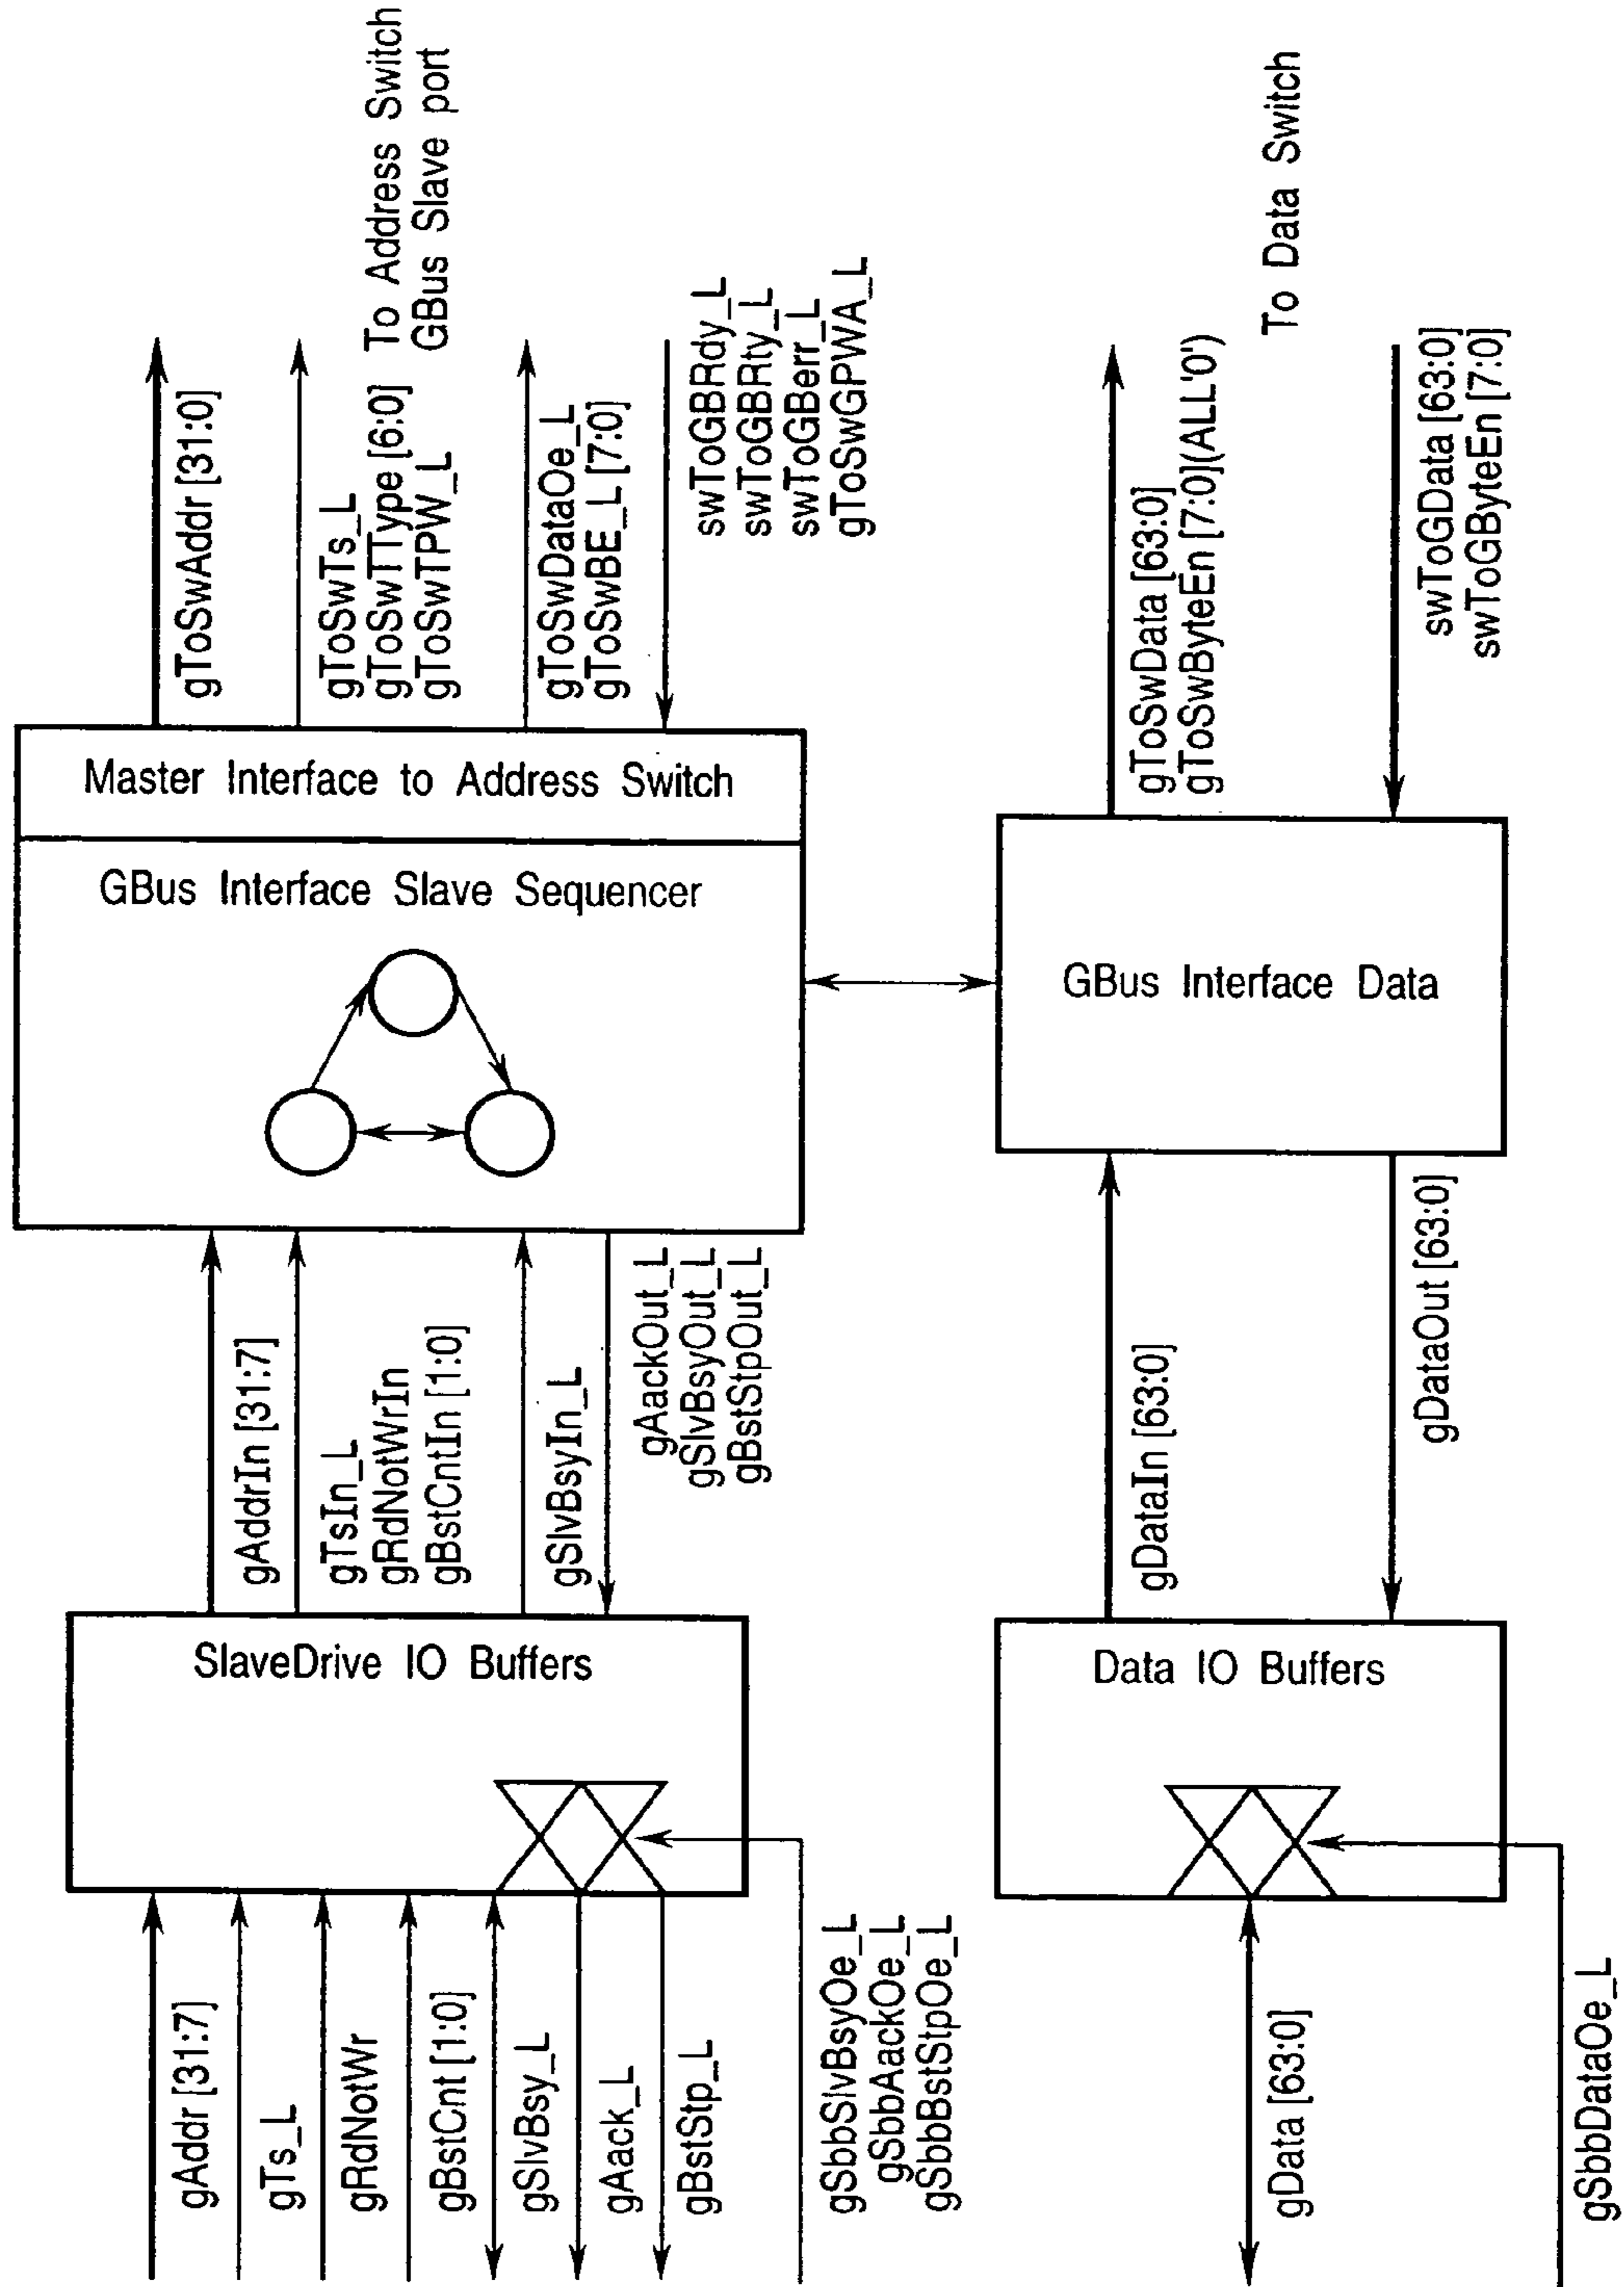 gAddr [31:7]
gTs_L
gRdNotWr
gBstCnt [1:0]
gSlvBsy_L
gAack_L
gBstStp_L
gSbbSlvBsyOe_L
gSbbAackOe_L
gSbbBstStpOe_L
SlaveDrive IO Buffers
gAddrIn [31:7]
gTsIn_L
gRdNotWrIn
gBstCntIn [1:0]
gSlvBsyIn_L
gAackOut_L
gSlvBsyOut_L
gBstStpOut_L
GBus Interface Slave Sequencer
Master Interface to Address Switch
gToSwAddr [31:0]
gToSwTs_L
gToSwTType [6:0]
gToSwTPW_L
To Address Switch
GBus Slave port
gToSwDataOe_L
gToSwBE_L [7:0]
swToGBRdy_L
swToGBRty_L
swToGBerr_L
gToSwGPWA_L
gData [63:0]
gSbbDataOe_L
Data IO Buffers
gDataIn [63:0]
gDataOut [63:0]
GBus Interface Data
gToSwData [63:0]
gToSwByteEn [7:0](ALL'0')
To Data Switch
swToGData [63:0]
swToGByteEn [7:0]